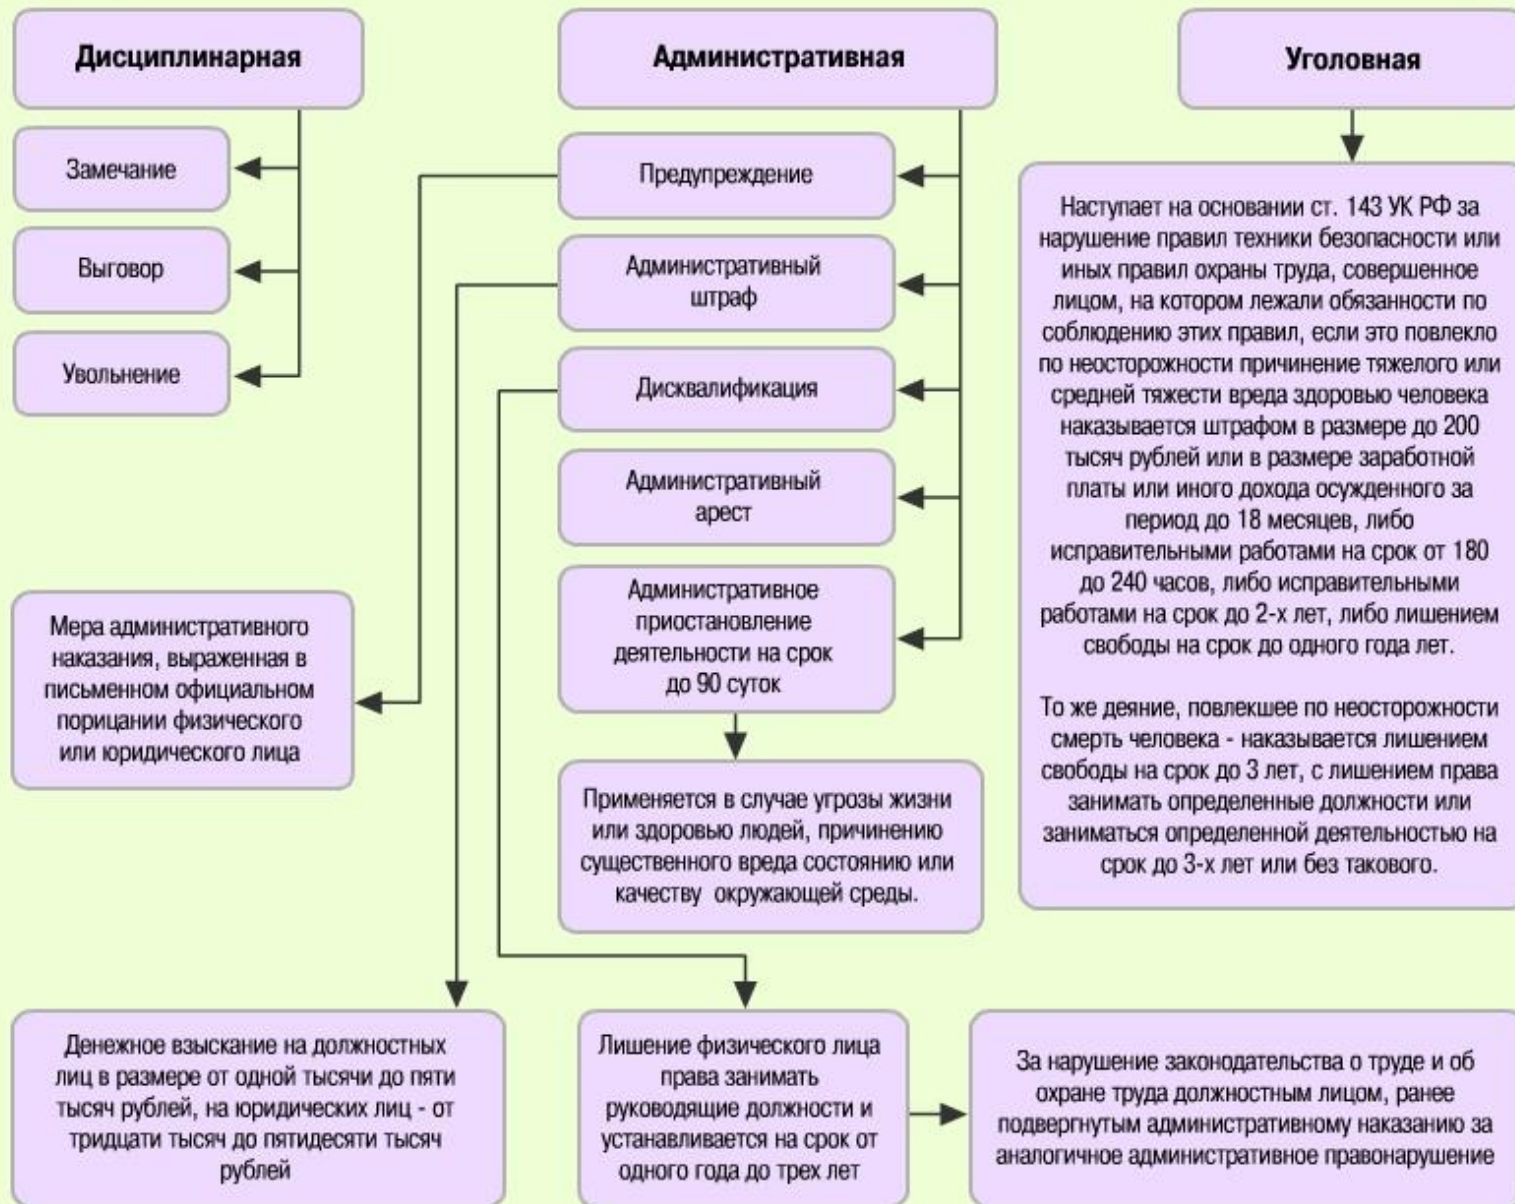 Дисциплинарная
Замечание
Выговор
Увольнение
Административная
Предупреждение
Административный
штраф
Дисквалификация
Административный
арест
Административное
приостановление
деятельности на срок
до 90 суток
Применяется в случае угрозы жизни
или здоровью людей, причинению
существенного вреда состоянию или
качеству окружающей среды.
Уголовная
Наступает на основании ст. 143 УК РФ за
нарушение правил техники безопасности или
иных правил охраны труда, совершенное
лицом, на котором лежали обязанности по
соблюдению этих правил, если это повлекло
по неосторожности причинение тяжелого или
средней тяжести вреда здоровью человека
наказывается штрафом в размере до 200
тысяч рублей или в размере заработной
платы или иного дохода осужденного за
период до 18 месяцев, либо
исправительными работами на срок от 180
до 240 часов, либо исправительными
работами на срок до 2-х лет, либо лишением
свободы на срок до одного года лет.
То же деяние, повлекшее по неосторожности
смерть человека - наказывается лишением
свободы на срок до 3 лет, с лишением права
занимать определенные должности или
заниматься определенной деятельностью на
срок до 3-х лет или без такового.
Мера административного
наказания, выраженная в
письменном официальном
порицании физического
или юридического лица
Денежное взыскание на должностных
лиц в размере от одной тысячи до пяти
тысяч рублей, на юридических лиц - от
тридцати тысяч до пятидесяти тысяч
рублей
Лишение физического лица
права занимать
руководящие должности и
устанавливается на срок от
одного года до трех лет
За нарушение законодательства о труде и об
охране труда должностным лицом, ранее
подвергнутым административному наказанию за
аналогичное административное правонарушение